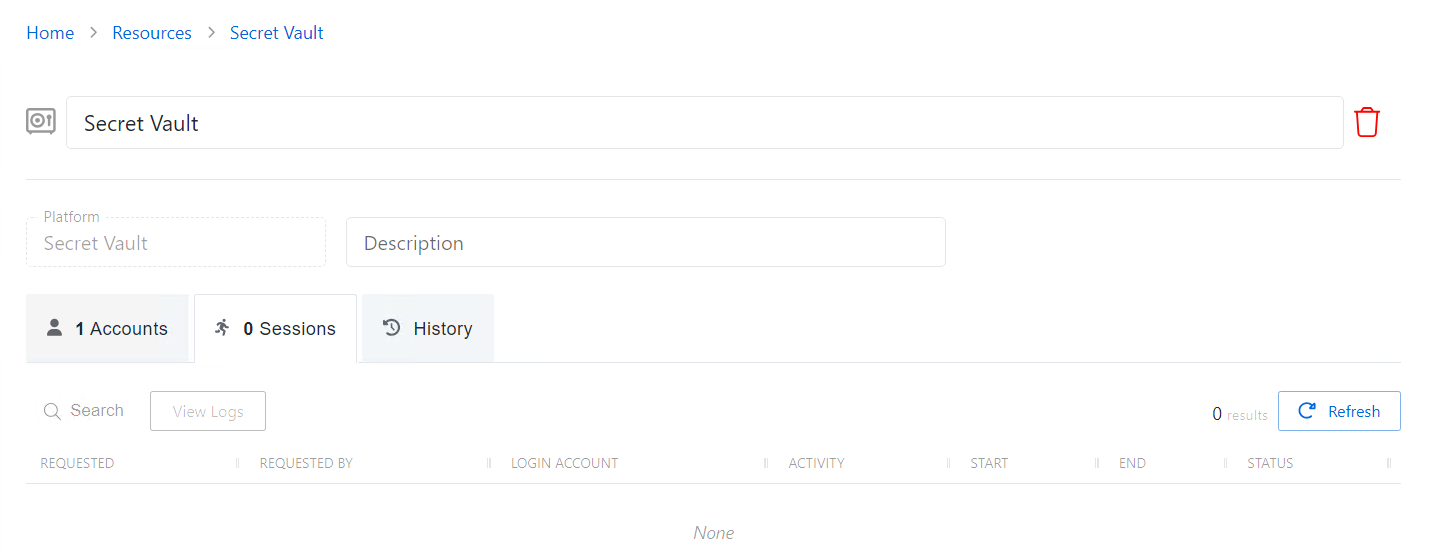 Home > Resources > Secret Vault
Secret Vault
Platform
Secret Vault
Description
1 Accounts
0 Sessions
History
Search
View Logs
0 results
Refresh
REQUESTED REQUESTED BY LOGIN ACCOUNT ACTIVITY START END STATUS
None